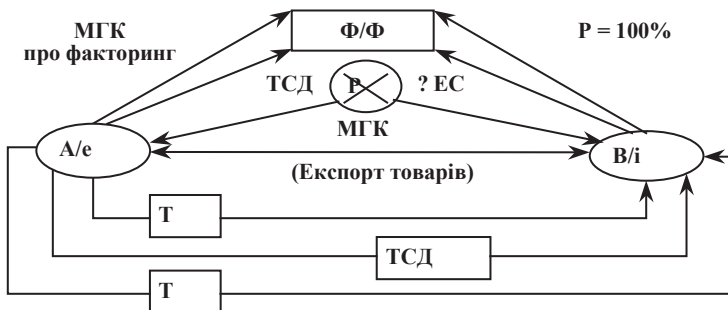 МГК
про факторинг
Ф/Ф
Р = 100%
ТСД
Р
? ЕС
МГК
А/е
В/і
(Експорт товарів)
Т
ТСД
Т